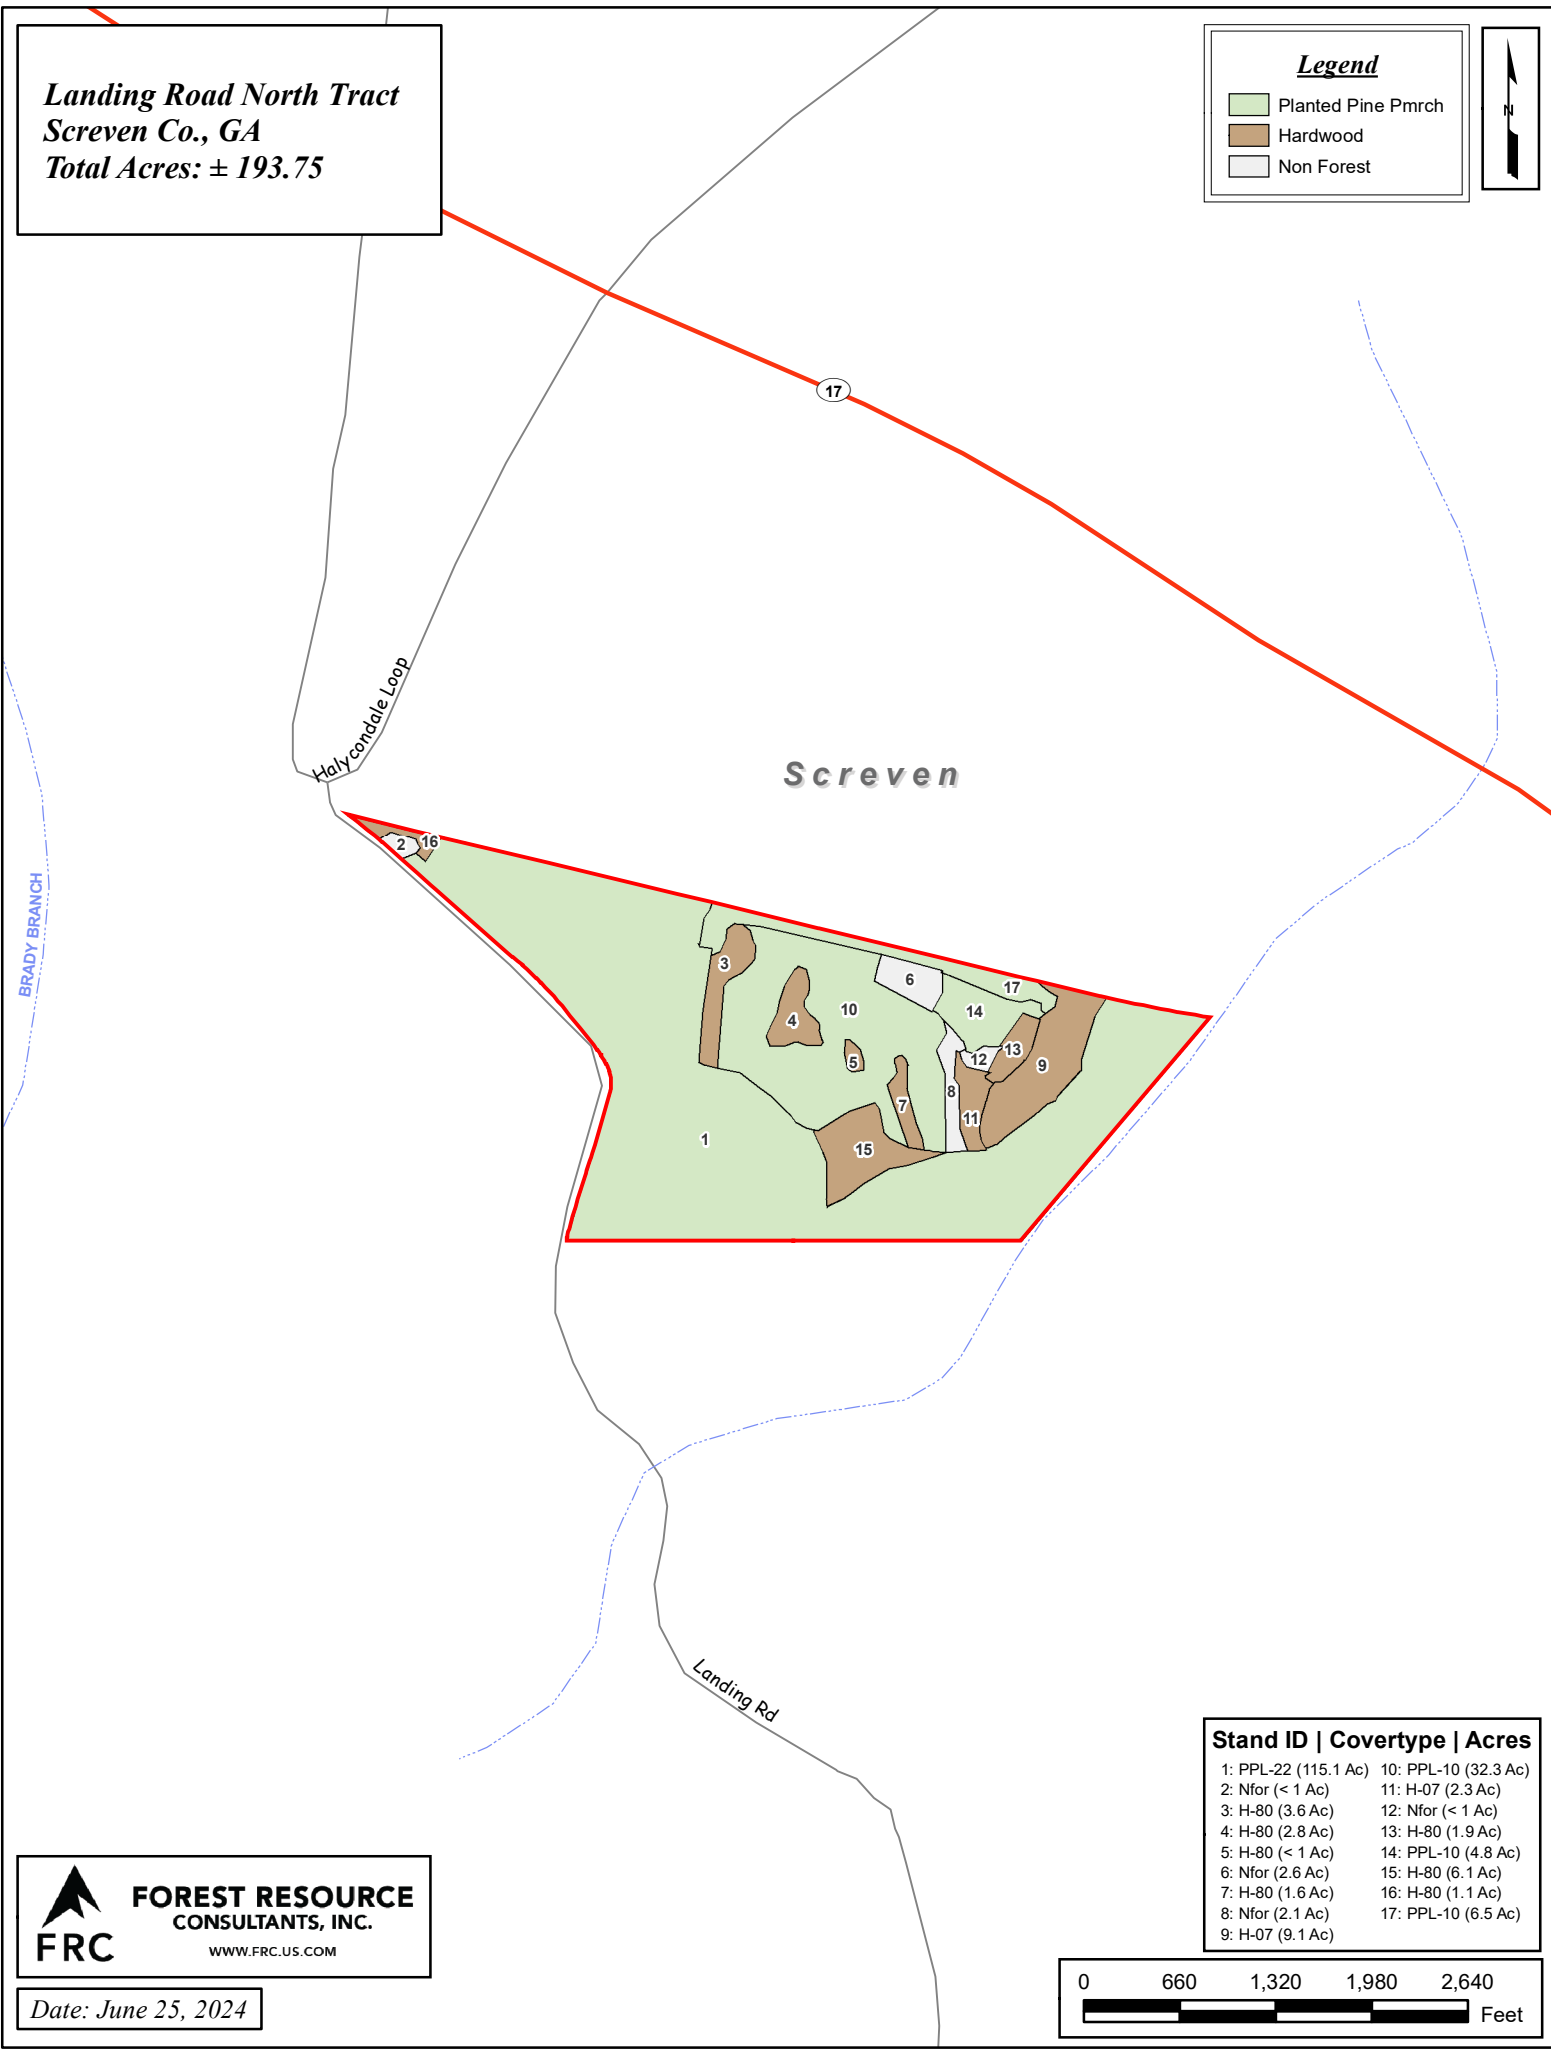 Landing Road North Tract
Screven Co., GA
Total Acres: ± 193.75
Legend
Planted Pine Pmrch
Hardwood
Non Forest
N
17
Halycondale Loop
Screven
BRADY BRANCH
2
16
3
6
17
4
10
14
5
12
13
9
8
7
11
1
15
Landing Rd
Stand ID | Covertype | Acres
1: PPL-22 (115.1 Ac)
2: Nfor (< 1 Ac)
3: H-80 (3.6 Ac)
4: H-80 (2.8 Ac)
5: H-80 (< 1 Ac)
6: Nfor (2.6 Ac)
7: H-80 (1.6 Ac)
8: Nfor (2.1 Ac)
9: H-07 (9.1 Ac)
10: PPL-10 (32.3 Ac)
11: H-07 (2.3 Ac)
12: Nfor (< 1 Ac)
13: H-80 (1.9 Ac)
14: PPL-10 (4.8 Ac)
15: H-80 (6.1 Ac)
16: H-80 (1.1 Ac)
17: PPL-10 (6.5 Ac)
FRC
FOREST RESOURCE
CONSULTANTS, INC.
WWW.FRC.US.COM
Date: June 25, 2024
0 660 1,320 1,980 2,640
Feet